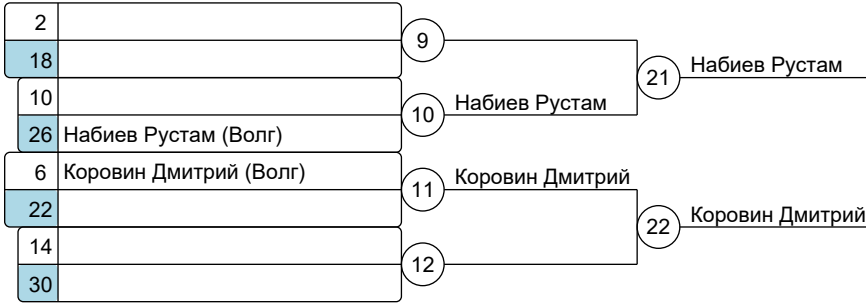 2
9
18
21 Набиев Рустам
10
10 Набиев Рустам
26 Набиев Рустам (Волг)
6 Коровин Дмитрий (Волг)
11 Коровин Дмитрий
22
22 Коровин Дмитрий
14
12
30